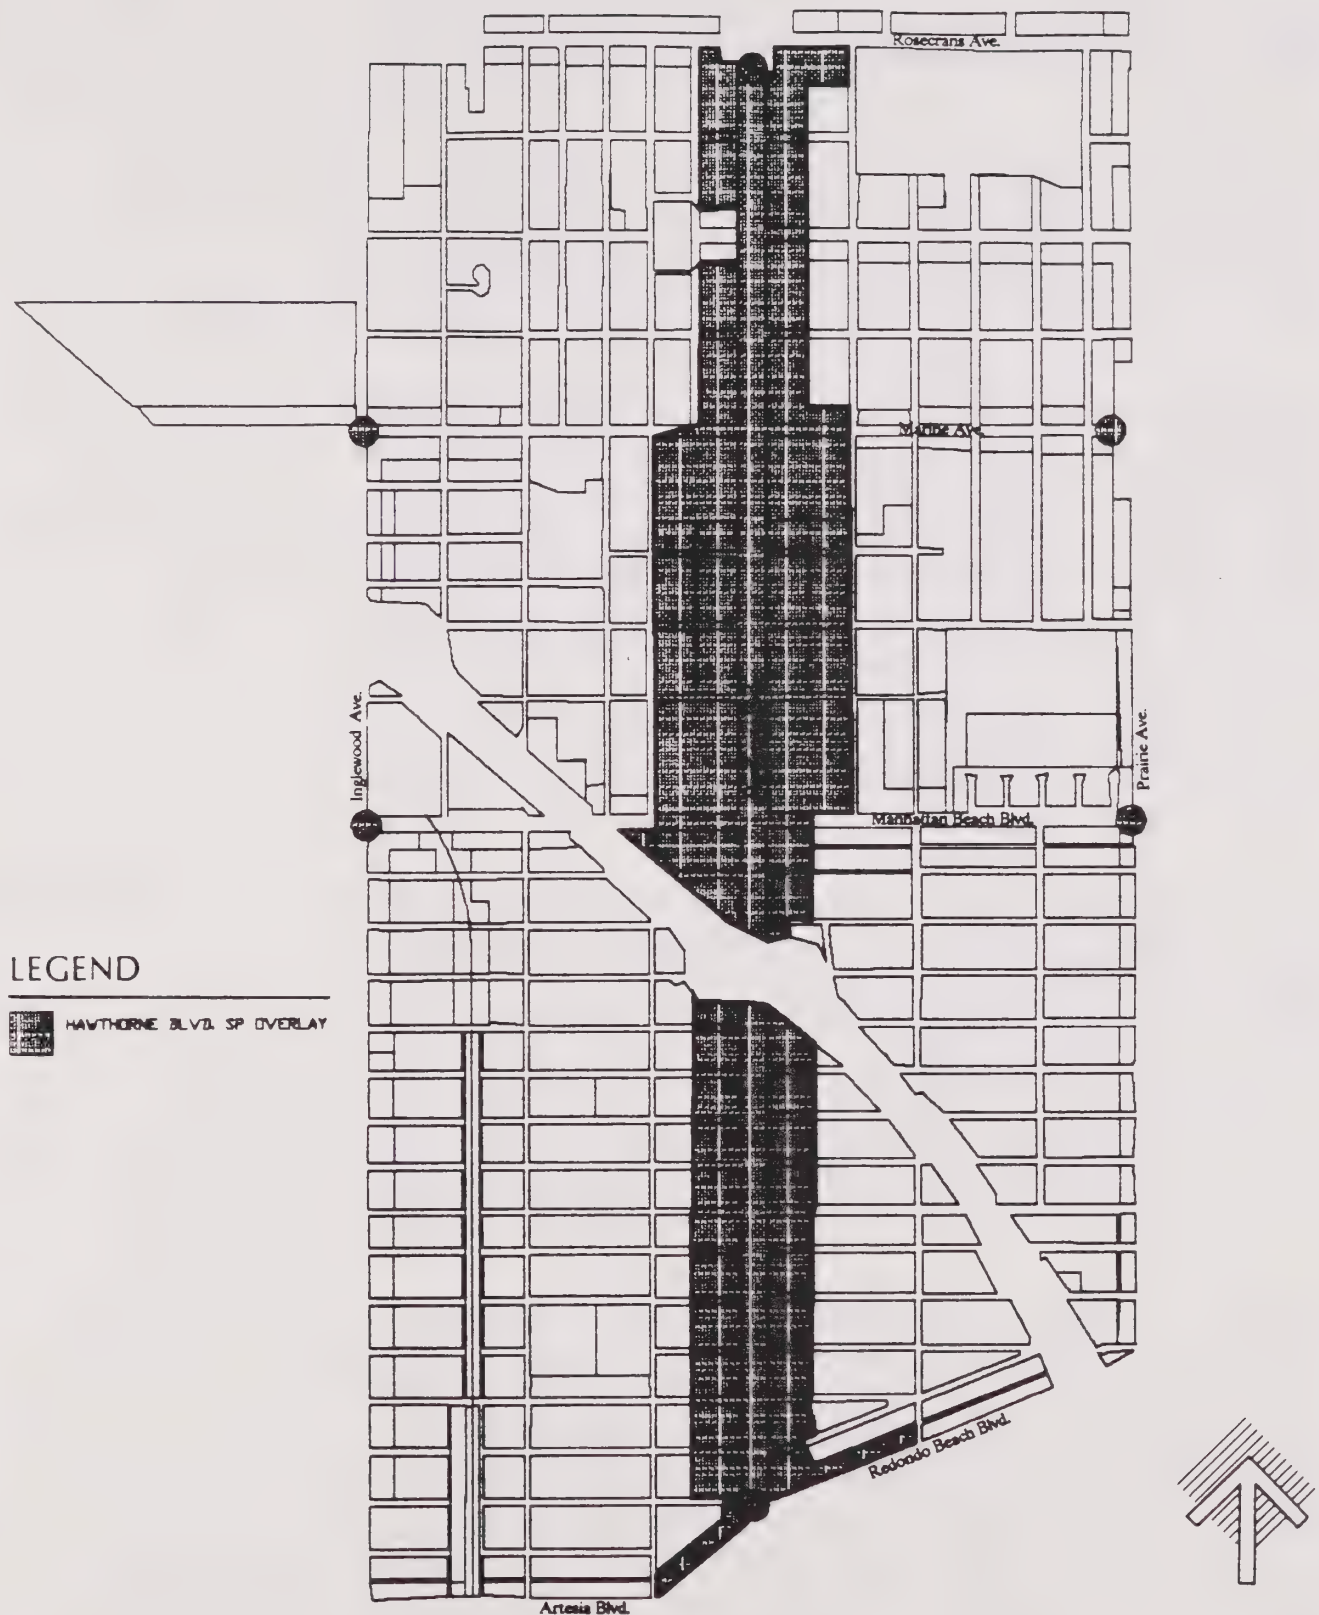 Rosecrans Ave.
Marine Ave.
Inglewood Ave.
Prairie Ave.
Manhattan Beach Blvd.
LEGEND
HAWTHORNE BLVD. SP OVERLAY
Redondo Beach Blvd.
Artesia Blvd.